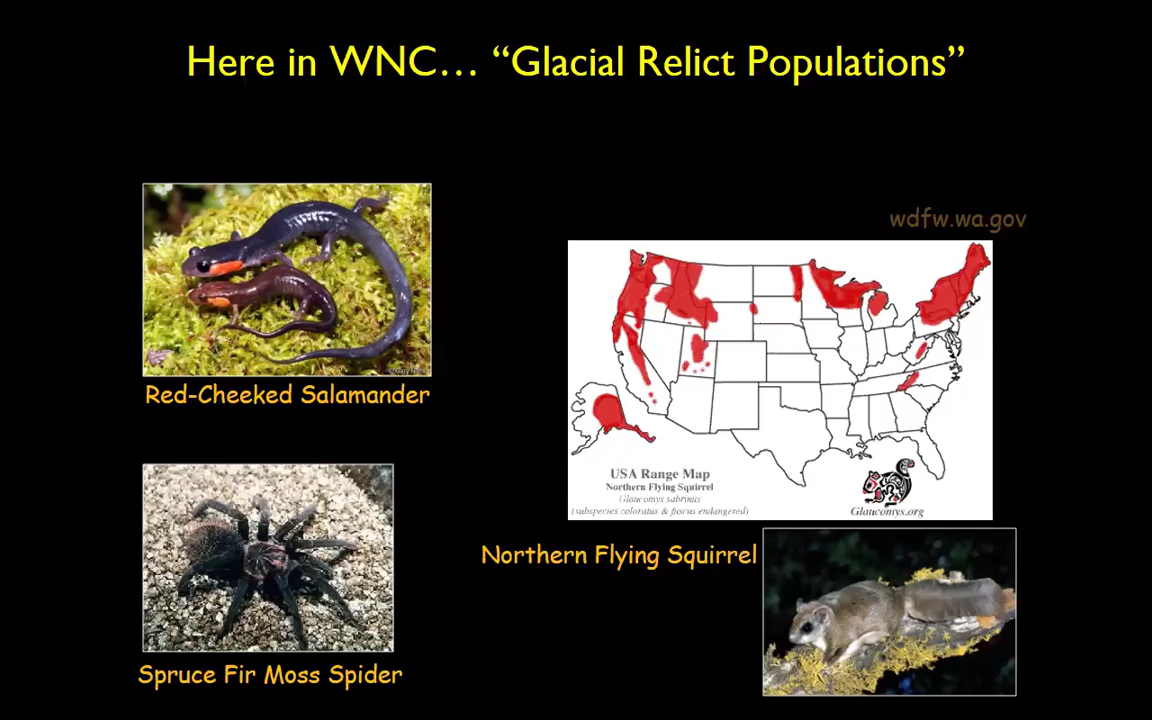 Here in WNC… “Glacial Relict Populations”
wdfw.wa.gov
Red-Cheeked Salamander
USA Range Map
Northern Flying Squirrel
Glaucomys sabrinus
(subspecies coloratus & fuscus endangered)
Glaucomys.org
Northern Flying Squirrel
Spruce Fir Moss Spider